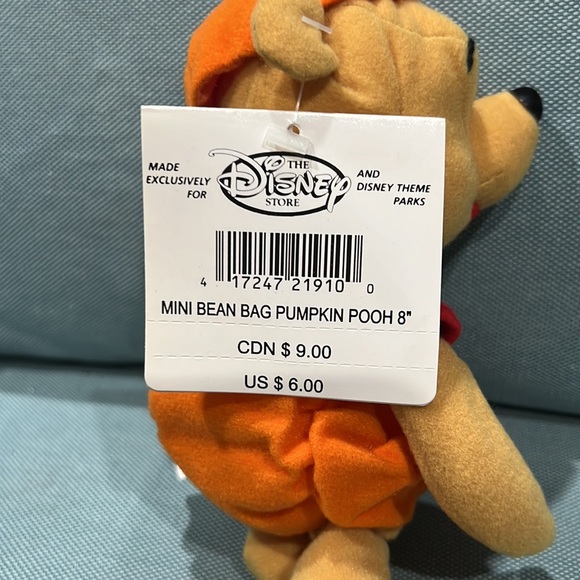 MADE
EXCLUSIVELY
FOR
THE
Disney
STORE
AND
DISNEY THEME
PARKS
4 17247 21910 0
MINI BEAN BAG PUMPKIN POOH 8"
CDN $ 9.00
US $ 6.00